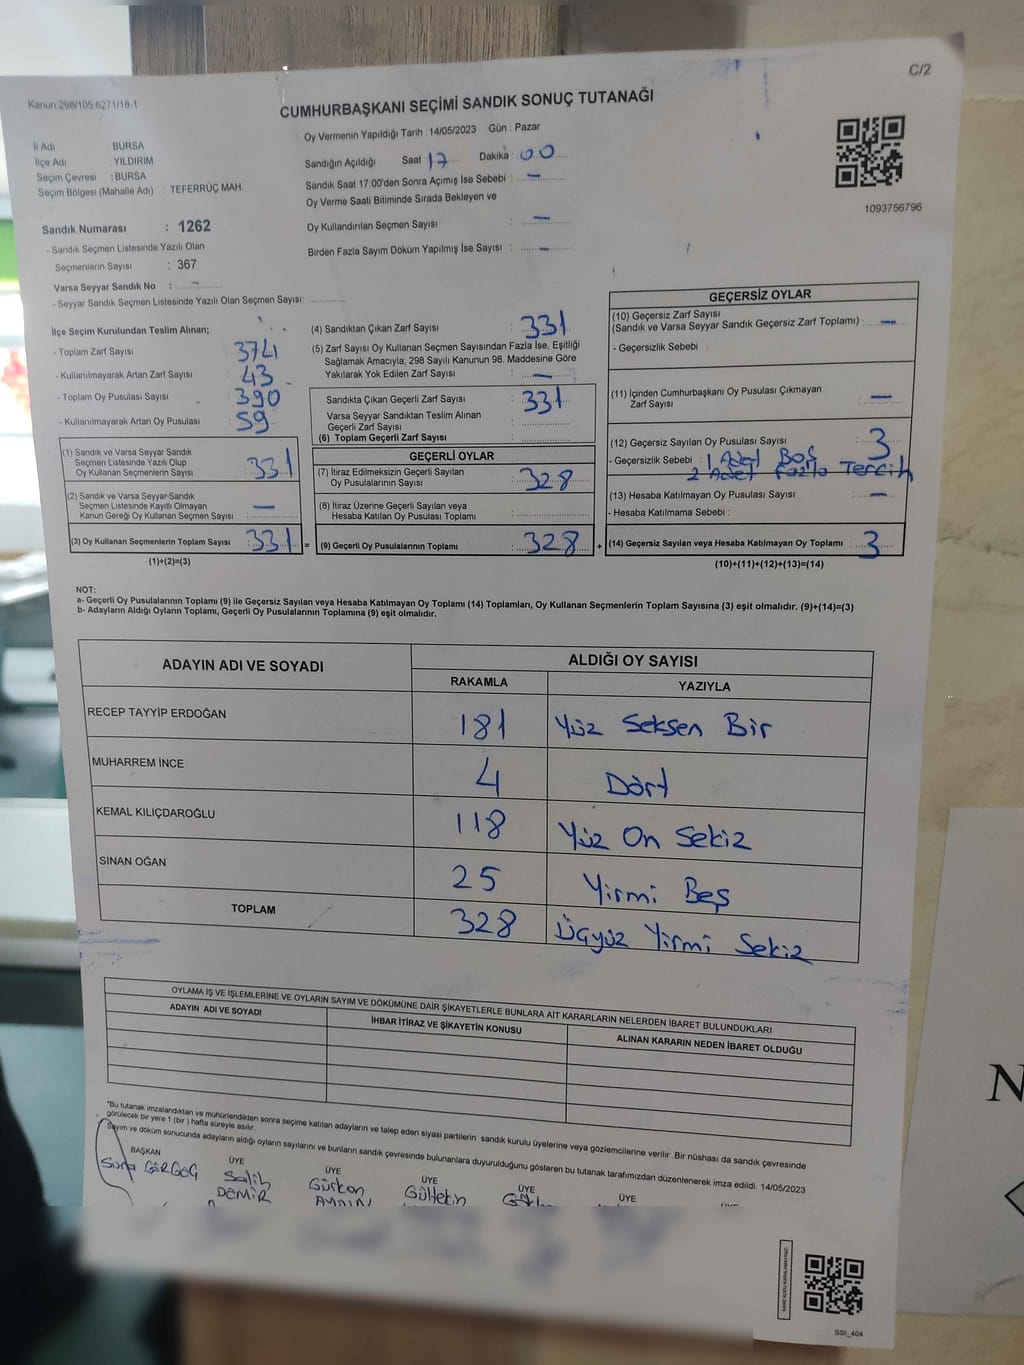 C/2
Kanun:298/105.6271/18-1
CUMHURBAŞKANI SEÇİMİ SANDIK SONUÇ TUTANAĞI
İl Adı : BURSA
İlçe Adı : YILDIRIM
Seçim Çevresi : BURSA
Seçim Bölgesi (Mahalle Adı) : TEFERRÜÇ MAH.
Oy Vermenin Yapıldığı Tarih : 14/05/2023 Gün : Pazar
Sandığın Açıldığı Saat 17 Dakika : 00
Sandık Saat 17:00'den Sonra Açımış İse Sebebi : —
Oy Verme Saati Bitiminde Sırada Bekleyen ve
Oy Kullandırılan Seçmen Sayısı : —
Birden Fazla Sayım Döküm Yapılmış İse Sayısı : —
1093756796
Sandık Numarası : 1262
- Sandık Seçmen Listesinde Yazılı Olan
Seçmenlerin Sayısı : 367
Varsa Seyyar Sandık No : —
- Seyyar Sandık Seçmen Listesinde Yazılı Olan Seçmen Sayısı:
İlçe Seçim Kurulundan Teslim Alınan;
- Toplam Zarf Sayısı : 374
- Kullanılmayarak Artan Zarf Sayısı : 43
- Toplam Oy Pusulası Sayısı : 390
- Kullanılmayarak Artan Oy Pusulası : 59
(1) Sandık ve Varsa Seyyar Sandık
Seçmen Listesinde Yazılı Olup
Oy Kullanan Seçmenlerin Sayısı : 331
(2) Sandık ve Varsa Seyyar Sandık
Seçmen Listesinde Kayıtlı Olmayan
Kanun Gereği Oy Kullanan Seçmen Sayısı : —
(3) Oy Kullanan Seçmenlerin Toplam Sayısı : 331 =
(1)+(2)=(3)
(4) Sandıktan Çıkan Zarf Sayısı : 331
(5) Zarf Sayısı Oy Kullanan Seçmen Sayısından Fazla İse, Eşitliği
Sağlamak Amacıyla; 298 Sayılı Kanunun 98. Maddesine Göre
Yakılarak Yok Edilen Zarf Sayısı : —
Sandıkta Çıkan Geçerli Zarf Sayısı : 331
Varsa Seyyar Sandıktan Teslim Alınan
Geçerli Zarf Sayısı :
(6) Toplam Geçerli Zarf Sayısı :
GEÇERLİ OYLAR
(7) İtiraz Edilmeksizin Geçerli Sayılan
Oy Pusulalarının Sayısı : 328
(8) İtiraz Üzerine Geçerli Sayılan veya
Hesaba Katılan Oy Pusulası Toplamı :
(9) Geçerli Oy Pusulalarının Toplamı : 328 +
GEÇERSİZ OYLAR
(10) Geçersiz Zarf Sayısı
(Sandık ve Varsa Seyyar Sandık Geçersiz Zarf Toplamı) : —
- Geçersizlik Sebebi :
(11) İçinden Cumhurbaşkanı Oy Pusulası Çıkmayan
Zarf Sayısı : —
(12) Geçersiz Sayılan Oy Pusulası Sayısı : 3
- Geçersizlik Sebebi : 1 Adet Boş
2 Adet Fazla Tercih
(13) Hesaba Katılmayan Oy Pusulası Sayısı : —
- Hesaba Katılmama Sebebi :
(14) Geçersiz Sayılan veya Hesaba Katılmayan Oy Toplamı : 3
(10)+(11)+(12)+(13)=(14)
NOT:
a- Geçerli Oy Pusulalarının Toplamı (9) ile Geçersiz Sayılan veya Hesaba Katılmayan Oy Toplamı (14) Toplamları, Oy Kullanan Seçmenlerin Toplam Sayısına (3) eşit olmalıdır. (9)+(14)=(3)
b- Adayların Aldığı Oyların Toplamı, Geçerli Oy Pusulalarının Toplamına (9) eşit olmalıdır.
ADAYIN ADI VE SOYADI
ALDIĞI OY SAYISI
RAKAMLA YAZIYLA
RECEP TAYYİP ERDOĞAN 181 Yüz Seksen Bir
MUHARREM İNCE 4 Dört
KEMAL KILIÇDAROĞLU 118 Yüz On Sekiz
SİNAN OĞAN 25 Yirmi Beş
TOPLAM 328 Üçyüz Yirmi Sekiz
OYLAMA İŞ VE İŞLEMLERİNE VE OYLARIN SAYIM VE DÖKÜMÜNE DAİR ŞİKAYETLERLE BUNLARA AİT KARARLARIN NELERDEN İBARET BULUNDUKLARI
ADAYIN ADI VE SOYADI İHBAR İTİRAZ VE ŞİKAYETİN KONUSU ALINAN KARARIN NEDEN İBARET OLDUĞU
*Bu tutanak imzalandıktan ve mühürlendikten sonra seçime katılan adayların ve talep eden siyasi partilerin sandık kurulu üyelerine veya gözlemcilerine verilir. Bir nüshası da sandık çevresinde
görülecek bir yere 1 (bir) hafta süreyle asılır.
Sayım ve döküm sonucunda adayların aldığı oyların sayılarını ve bunların sandık çevresinde bulunanlara duyurulduğunu gösteren bu tutanak tarafımızdan düzenlenerek imza edildi. 14/05/2023
BAŞKAN ÜYE ÜYE ÜYE ÜYE ÜYE
Salih Gürkan Gültekin
DEMİR
SSI_404
N